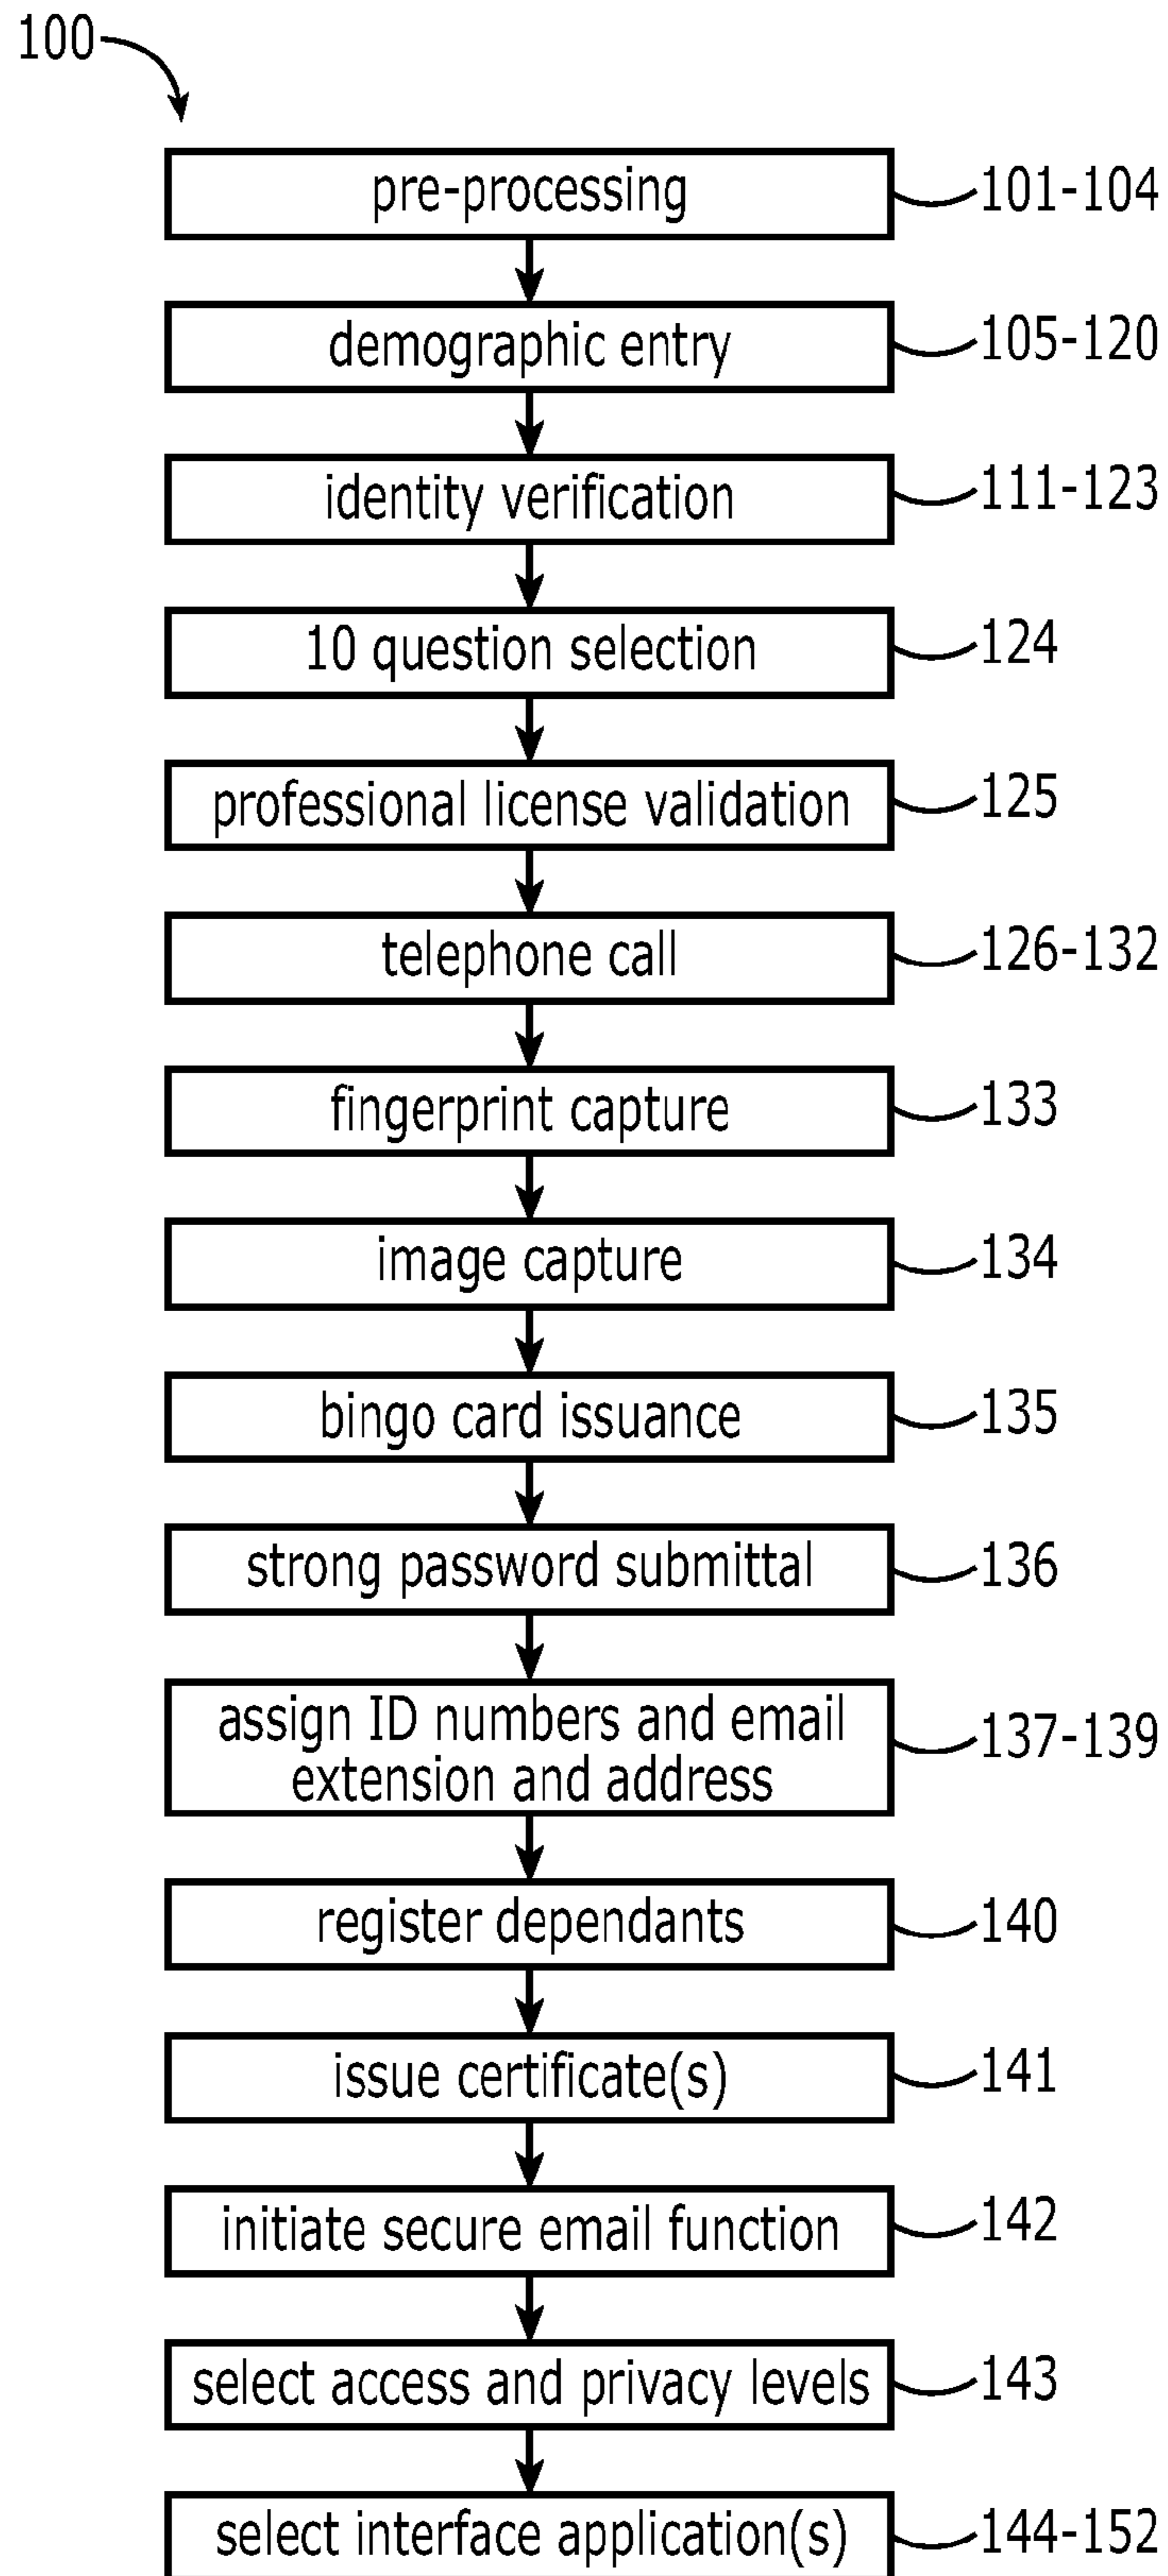 100
pre-processing 101-104
demographic entry 105-120
identity verification 111-123
10 question selection 124
professional license validation 125
telephone call 126-132
fingerprint capture 133
image capture 134
bingo card issuance 135
strong password submittal 136
assign ID numbers and email
extension and address 137-139
register dependants 140
issue certificate(s) 141
initiate secure email function 142
select access and privacy levels 143
select interface application(s) 144-152